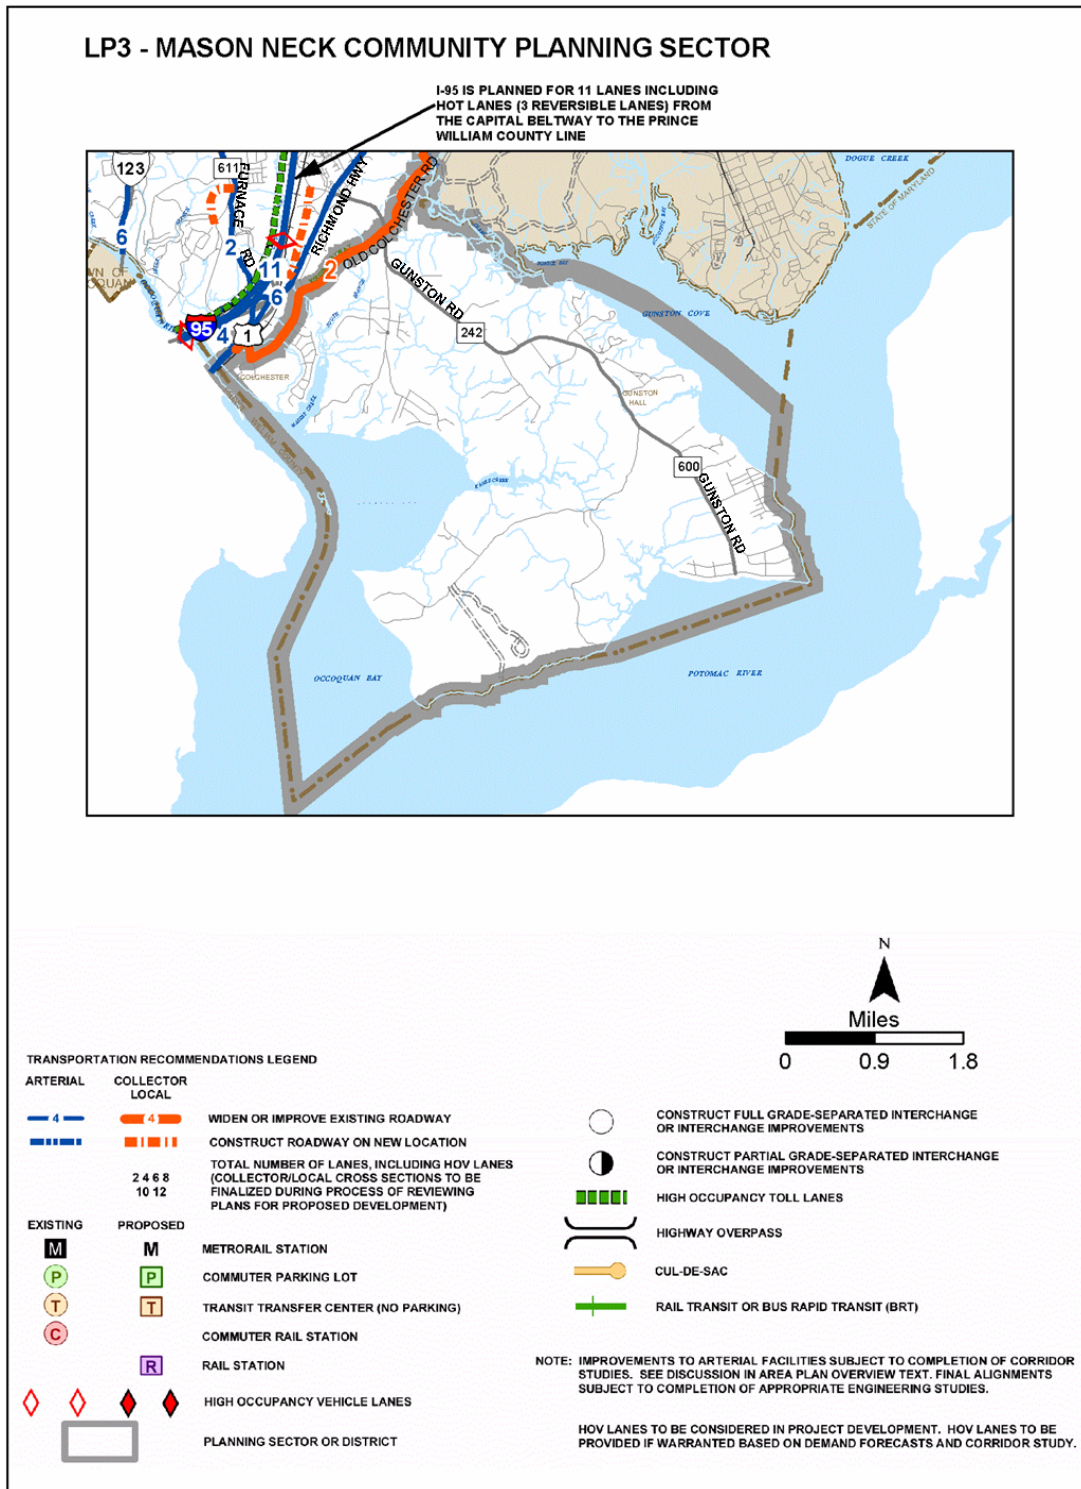 LP3 - MASON NECK COMMUNITY PLANNING SECTOR
I-95 IS PLANNED FOR 11 LANES INCLUDING
HOT LANES (3 REVERSIBLE LANES) FROM
THE CAPITAL BELTWAY TO THE PRINCE
WILLIAM COUNTY LINE
123
611
FURNACE
RD
RICHMOND HWY
OLD COLCHESTER RD
DOGUE CREEK
STATE OF MARYLAND
6
2
11
6
2
95
4
1
GUNSTON RD
242
GUNSTON COVE
COLCHESTER
GUNSTON
HALL
600
GUNSTON RD
OCCOQUAN BAY
POTOMAC RIVER
N
Miles
0 0.9 1.8
TRANSPORTATION RECOMMENDATIONS LEGEND
ARTERIAL COLLECTOR
LOCAL
4 4 WIDEN OR IMPROVE EXISTING ROADWAY
CONSTRUCT ROADWAY ON NEW LOCATION
2 4 6 8
10 12
TOTAL NUMBER OF LANES, INCLUDING HOV LANES
(COLLECTOR/LOCAL CROSS SECTIONS TO BE
FINALIZED DURING PROCESS OF REVIEWING
PLANS FOR PROPOSED DEVELOPMENT)
EXISTING PROPOSED
M M METRORAIL STATION
P P COMMUTER PARKING LOT
T T TRANSIT TRANSFER CENTER (NO PARKING)
C COMMUTER RAIL STATION
R RAIL STATION
HIGH OCCUPANCY VEHICLE LANES
PLANNING SECTOR OR DISTRICT
CONSTRUCT FULL GRADE-SEPARATED INTERCHANGE
OR INTERCHANGE IMPROVEMENTS
CONSTRUCT PARTIAL GRADE-SEPARATED INTERCHANGE
OR INTERCHANGE IMPROVEMENTS
HIGH OCCUPANCY TOLL LANES
HIGHWAY OVERPASS
CUL-DE-SAC
RAIL TRANSIT OR BUS RAPID TRANSIT (BRT)
NOTE: IMPROVEMENTS TO ARTERIAL FACILITIES SUBJECT TO COMPLETION OF CORRIDOR
STUDIES. SEE DISCUSSION IN AREA PLAN OVERVIEW TEXT. FINAL ALIGNMENTS
SUBJECT TO COMPLETION OF APPROPRIATE ENGINEERING STUDIES.
HOV LANES TO BE CONSIDERED IN PROJECT DEVELOPMENT. HOV LANES TO BE
PROVIDED IF WARRANTED BASED ON DEMAND FORECASTS AND CORRIDOR STUDY.